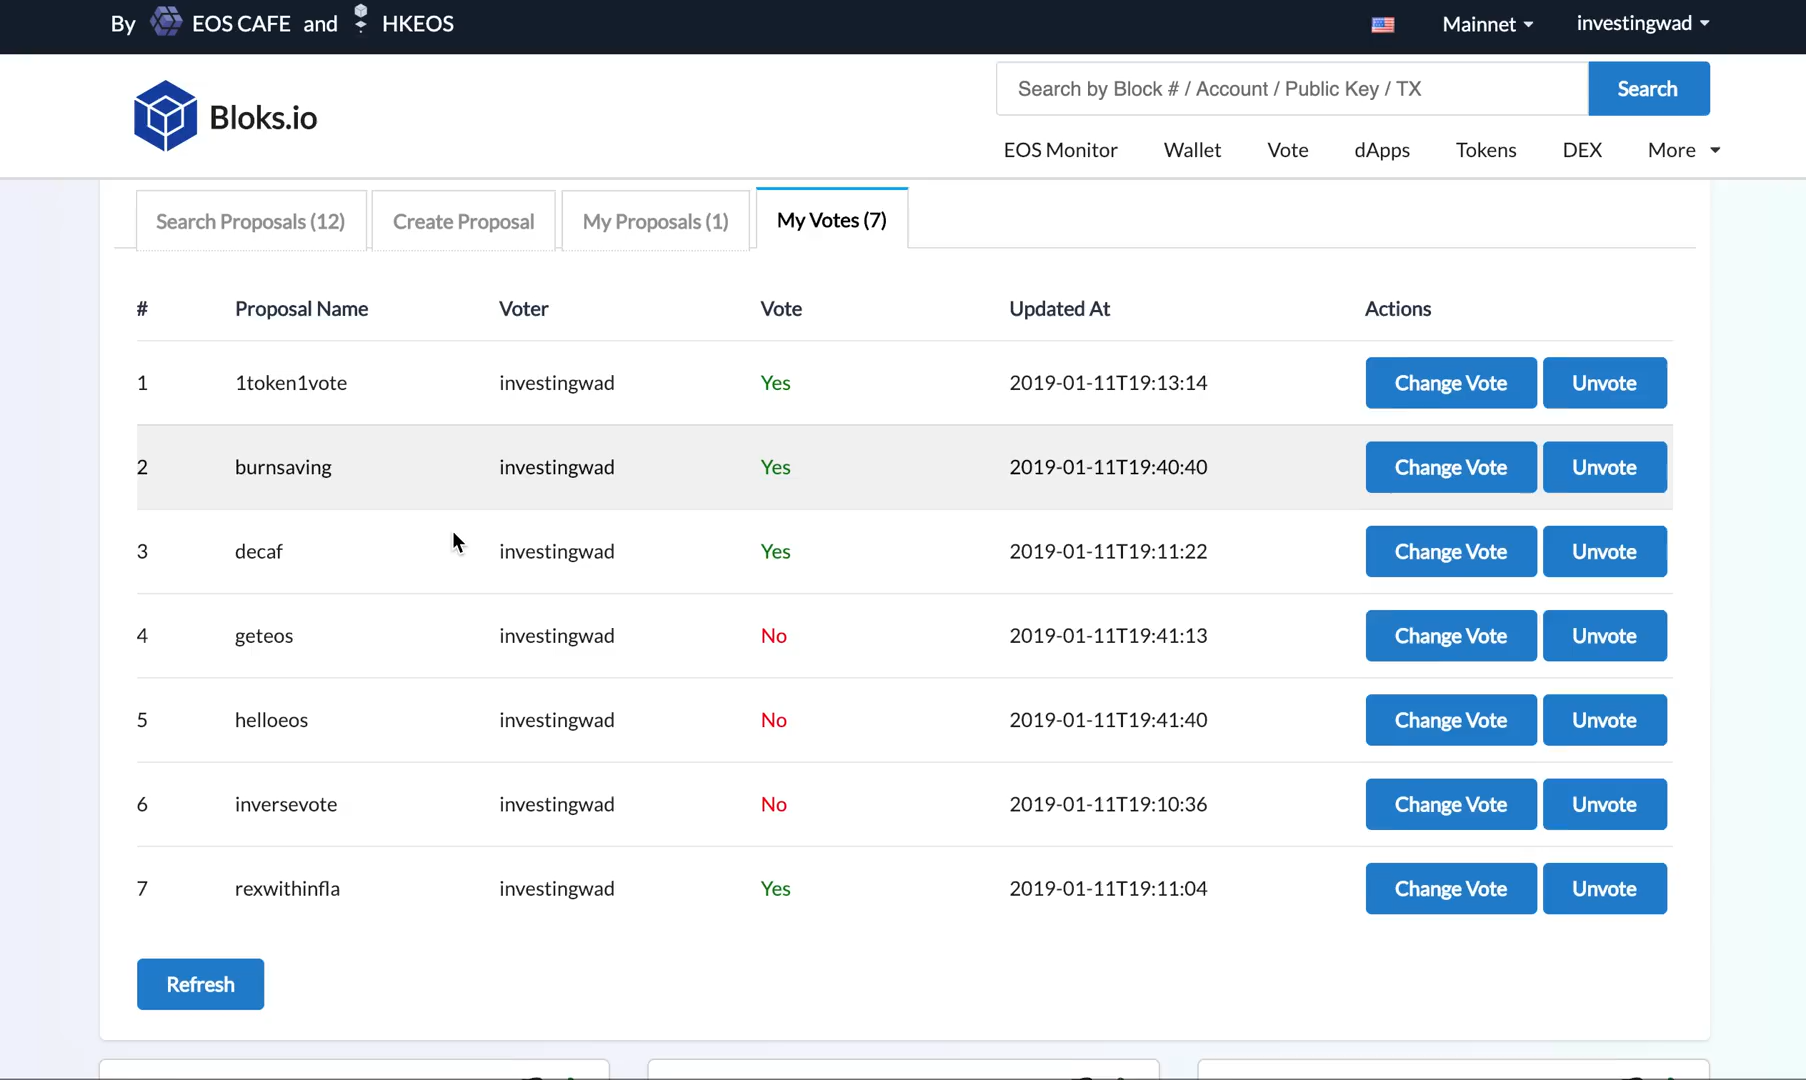 By EOS CAFE and HKEOS
Mainnet
investingwad
Bloks.io
Search by Block # / Account / Public Key / TX
Search
EOS Monitor Wallet Vote dApps Tokens DEX More
Search Proposals (12) Create Proposal My Proposals (1) My Votes (7)
# Proposal Name Voter Vote Updated At Actions
1 1token1vote investingwad Yes 2019-01-11T19:13:14 Change Vote Unvote
2 burnsaving investingwad Yes 2019-01-11T19:40:40 Change Vote Unvote
3 decaf investingwad Yes 2019-01-11T19:11:22 Change Vote Unvote
4 geteos investingwad No 2019-01-11T19:41:13 Change Vote Unvote
5 helloeos investingwad No 2019-01-11T19:41:40 Change Vote Unvote
6 inversevote investingwad No 2019-01-11T19:10:36 Change Vote Unvote
7 rexwithinfla investingwad Yes 2019-01-11T19:11:04 Change Vote Unvote
Refresh